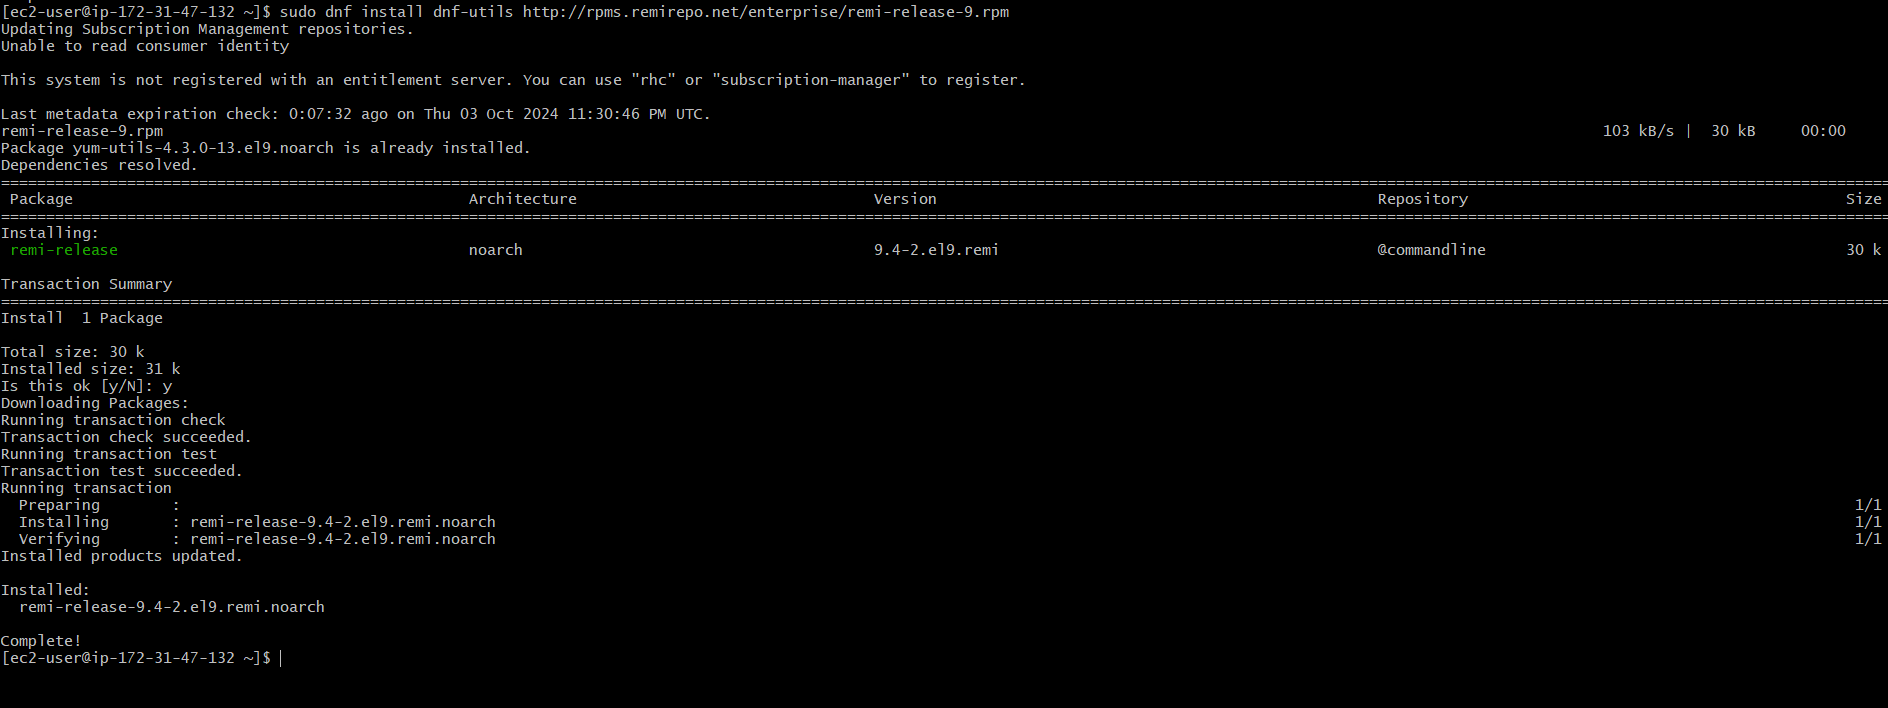 [ec2-user@ip-172-31-47-132 ~]$ sudo dnf install dnf-utils http://rpms.remirepo.net/enterprise/remi-release-9.rpm
Updating Subscription Management repositories.
Unable to read consumer identity
This system is not registered with an entitlement server. You can use "rhc" or "subscription-manager" to register.
Last metadata expiration check: 0:07:32 ago on Thu 03 Oct 2024 11:30:46 PM UTC.
remi-release-9.rpm 103 kB/s | 30 kB 00:00
Package yum-utils-4.3.0-13.el9.noarch is already installed.
Dependencies resolved.
Package Architecture Version Repository Size
Installing:
remi-release noarch 9.4-2.el9.remi @commandline 30 k
Transaction Summary
Install 1 Package
Total size: 30 k
Installed size: 31 k
Is this ok [y/N]: y
Downloading Packages:
Running transaction check
Transaction check succeeded.
Running transaction test
Transaction test succeeded.
Running transaction
Preparing : 1/1
Installing : remi-release-9.4-2.el9.remi.noarch 1/1
Verifying : remi-release-9.4-2.el9.remi.noarch 1/1
Installed products updated.
Installed:
remi-release-9.4-2.el9.remi.noarch
Complete!
[ec2-user@ip-172-31-47-132 ~]$